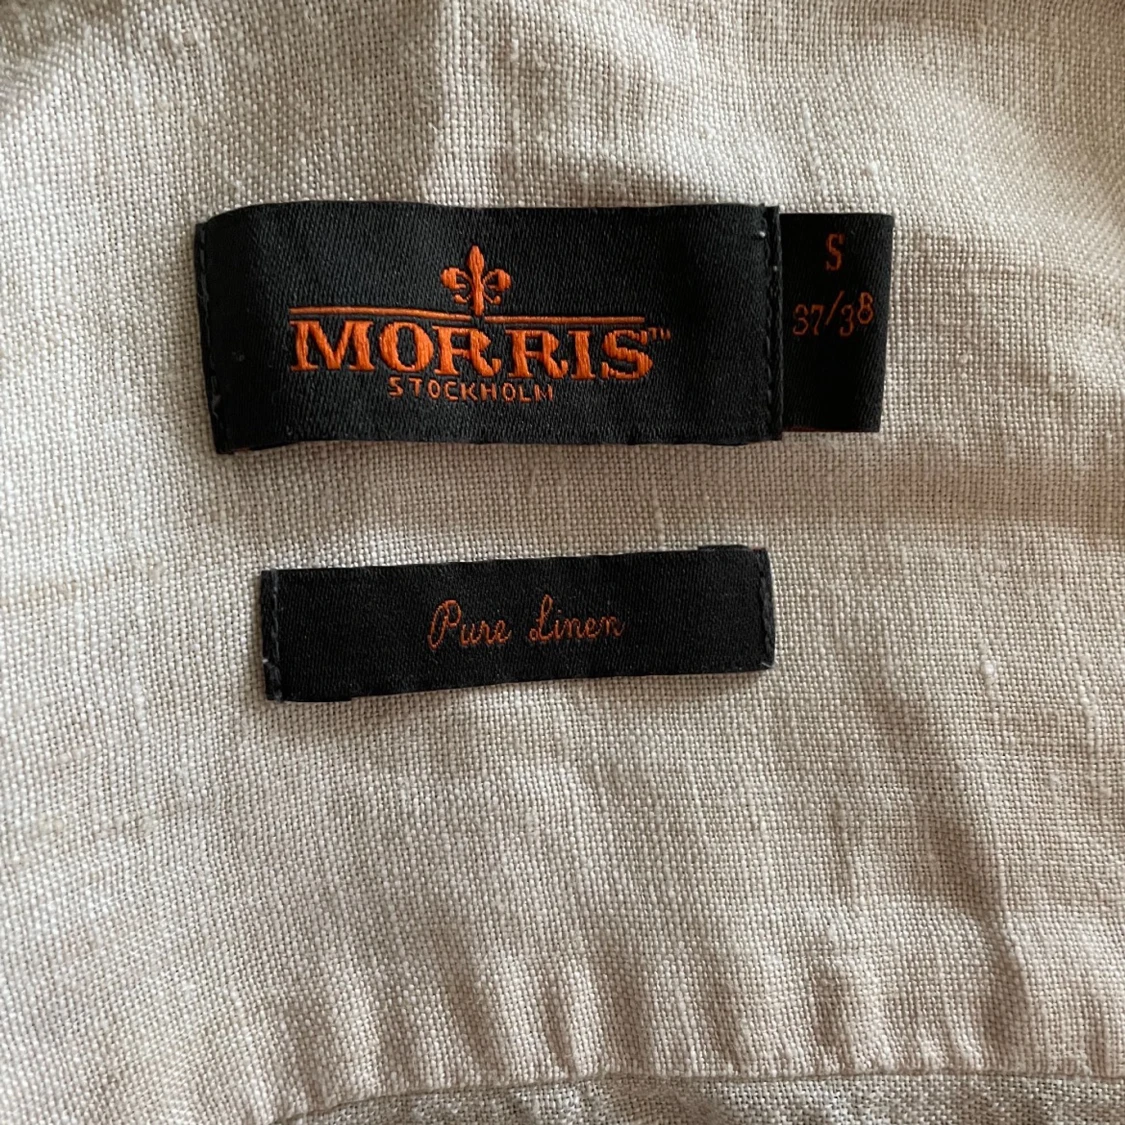 MORRIS™
STOCKHOLM
S
37/38
Pure Linen